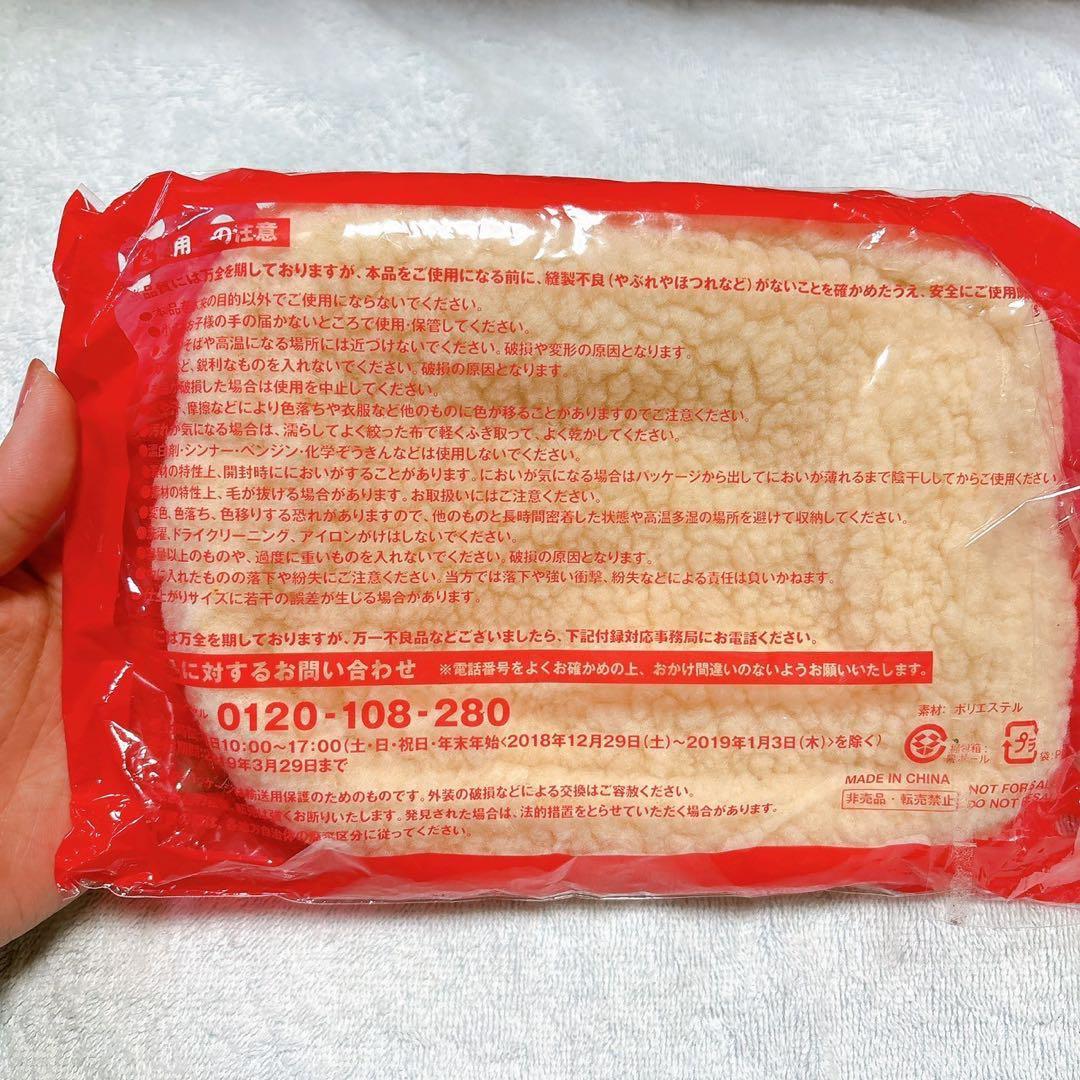 用 の注意
※品質には万全を期しておりますが、本品をご使用になる前に、縫製不良(やぶれやほつれなど)がないことを確かめたうえ、安全にご使用
●本品を 来の目的以外でご使用にならないでください。
お子様の手の届かないところで使用・保管してください。
そばや高温になる場所には近づけないでください。破損や変形の原因となります。
ど、鋭利なものを入れないでください。破損の原因となります。
破損した場合は使用を中止してください。
、摩擦などにより色落ちや衣服など他のものに色が移ることがありますのでご注意ください。
汚れが気になる場合は、濡らしてよく絞った布で軽くふき取って、よく乾かしてください。
●漂白剤・シンナー・ベンジン・化学ぞうきんなどは使用しないでください。
●素材の特性上、開封時ににおいがすることがあります。においが気になる場合はパッケージから出してにおいが薄れるまで陰干ししてからご使用ください
●素材の特性上、毛が抜ける場合があります。お取扱いにはご注意ください。
●変色、色落ち、色移りする恐れがありますので、他のものと長時間密着した状態や高温多湿の場所を避けて収納してください。
濯、ドライクリーニング、アイロンがけはしないでください。
量以上のものや、過度に重いものを入れないでください。破損の原因となります。
に入れたものの落下や紛失にご注意ください。当方では落下や強い衝撃、紛失などによる責任は負いかねます。
仕上がりサイズに若干の誤差が生じる場合があります。
には万全を期しておりますが、万一不良品などございましたら、下記付録対応事務局にお電話ください。
に対するお問い合わせ ※電話番号をよくお確かめの上、おかけ間違いのないようお願いいたします。
ル 0120-108-280
日10:00〜17:00(土・日・祝日・年末年始<2018年12月29日(土)〜2019年1月3日(木)>を除く)
9年3月29日まで
素材: ポリエステル
輸送用保護のためのものです。外装の破損などによる交換はご容赦ください。
くお断りいたします。発見された場合は、法的措置をとらせていただく場合があります。
区分に従ってください。
プラ
袋:P
MADE IN CHINA
非売品・転売禁止
NOT FOR SA
DO NOT